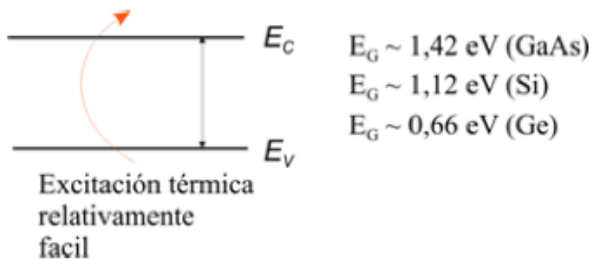 E_C
E_V
E_G ~ 1,42 eV (GaAs)
E_G ~ 1,12 eV (Si)
E_G ~ 0,66 eV (Ge)
Excitación térmica
relativamente
facil